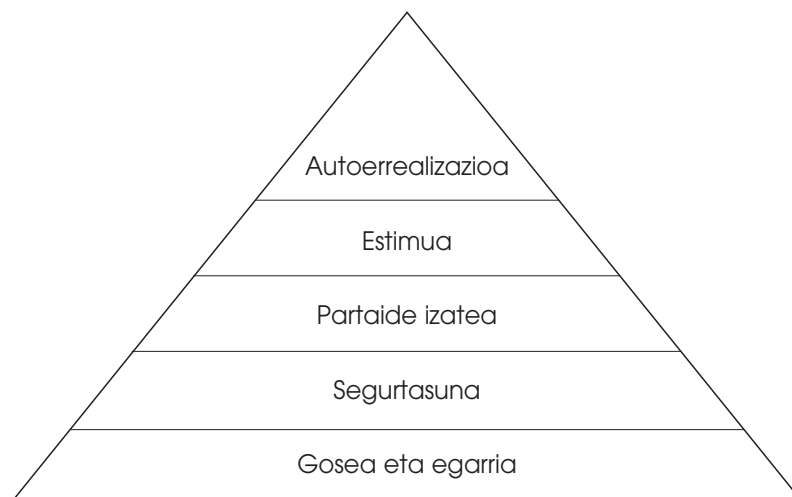 Autoerrealizazioa
Estimua
Partaide izatea
Segurtasuna
Gosea eta egarria